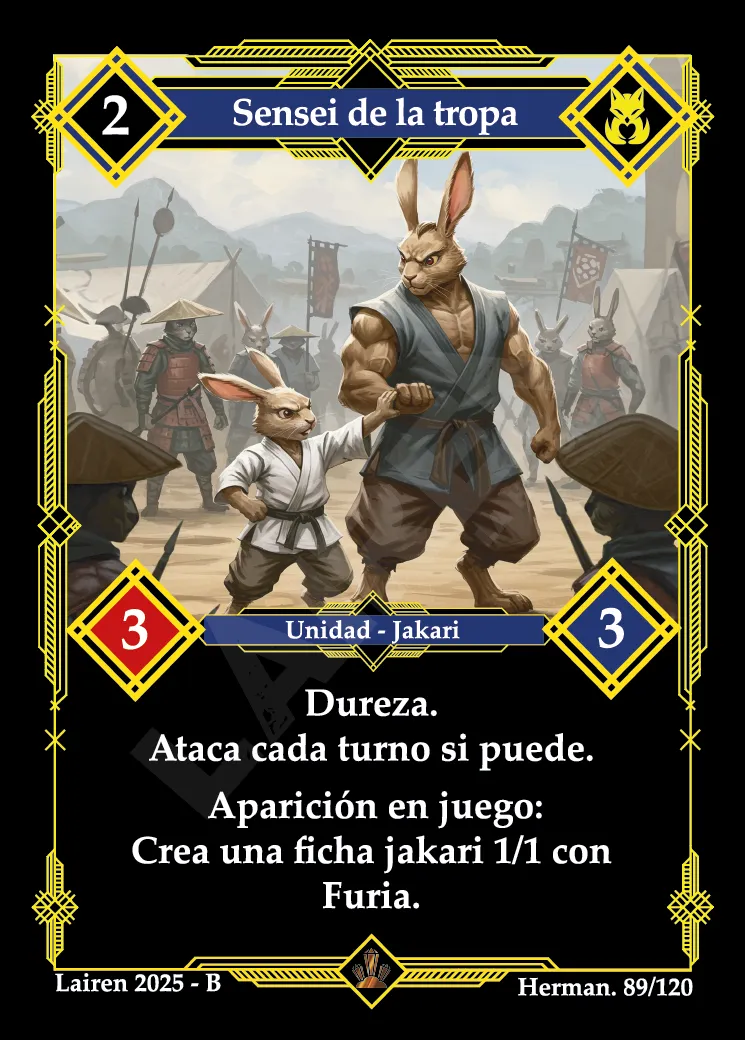 2
Sensei de la tropa
3
Unidad - Jakari
3
Dureza.
Ataca cada turno si puede.
Aparición en juego:
Crea una ficha jakari 1/1 con
Furia.
Lairen 2025 - B
Herman. 89/120